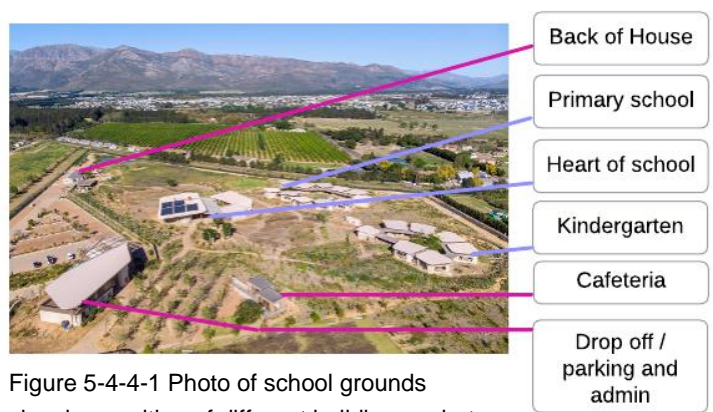 Back of House
Primary school
Heart of school
Kindergarten
Cafeteria
Drop off /
parking and
admin
Figure 5-4-4-1 Photo of school grounds